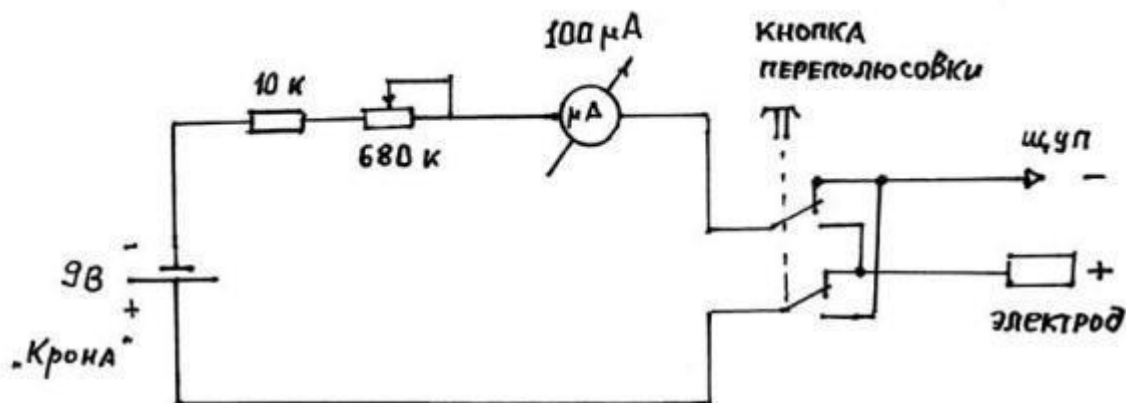 100 μA
КНОПКА
ПЕРЕПОЛЮСОВКИ
10 к
μA
680 к
ЩУП
-
-
9В
+
"Крона"
+
ЭЛЕКТРОД